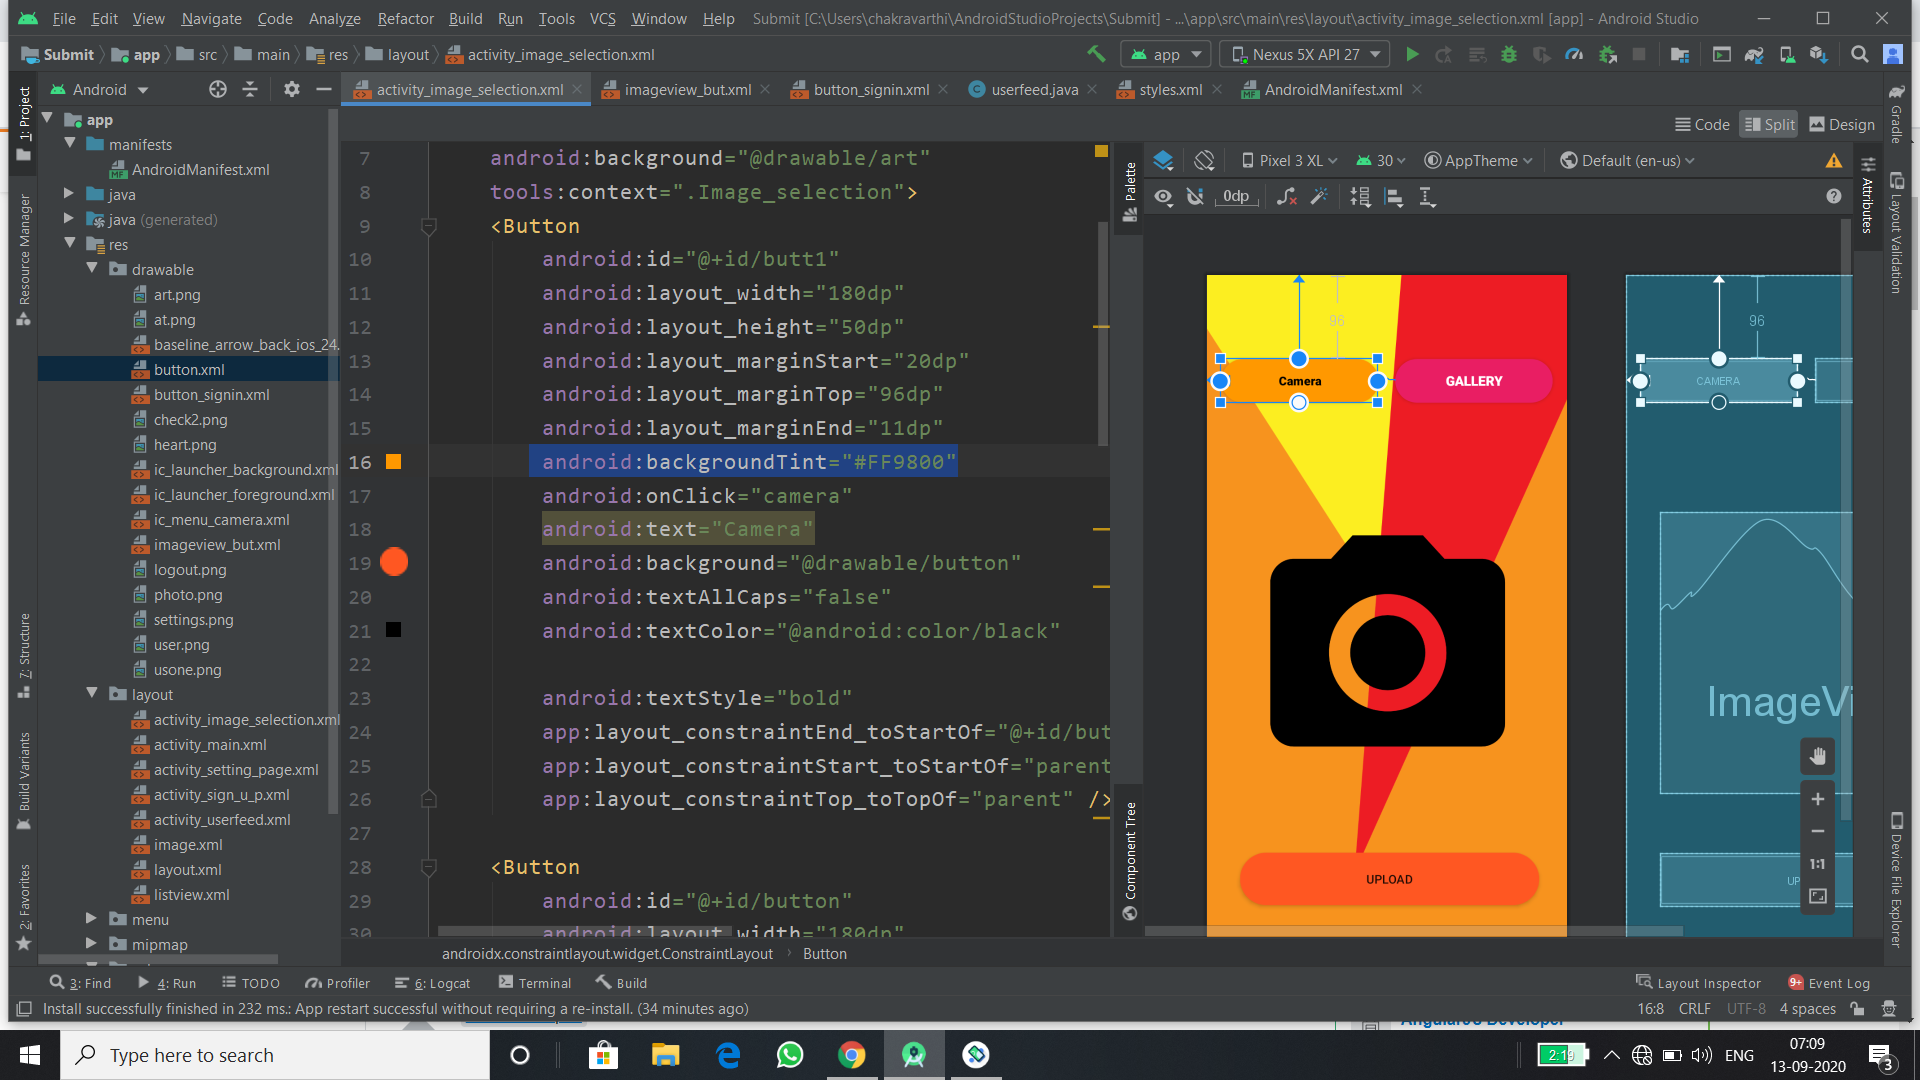 File Edit View Navigate Code Analyze Refactor Build Run Tools VCS Window Help Submit [C:\Users\chakravarthi\AndroidStudioProjects\Submit] - ...\app\src\main\res\layout\activity_image_selection.xml [app] - Android Studio
Submit app src main res layout activity_image_selection.xml app Nexus 5X API 27
Android activity_image_selection.xml imageview_but.xml button_signin.xml userfeed.java styles.xml AndroidManifest.xml
Code Split Design
1: Project
Resource Manager
7: Structure
Build Variants
2: Favorites
app
manifests
AndroidManifest.xml
java
java (generated)
res
drawable
art.png
at.png
baseline_arrow_back_ios_24.
button.xml
button_signin.xml
check2.png
heart.png
ic_launcher_background.xml
ic_launcher_foreground.xml
ic_menu_camera.xml
imageview_but.xml
logout.png
photo.png
settings.png
user.png
usone.png
layout
activity_image_selection.xml
activity_main.xml
activity_setting_page.xml
activity_sign_u_p.xml
activity_userfeed.xml
image.xml
layout.xml
listview.xml
menu
mipmap
7 android:background="@drawable/art"
8 tools:context=".Image_selection">
9 <Button
10 android:id="@+id/butt1"
11 android:layout_width="180dp"
12 android:layout_height="50dp"
13 android:layout_marginStart="20dp"
14 android:layout_marginTop="96dp"
15 android:layout_marginEnd="11dp"
16 android:backgroundTint="#FF9800"
17 android:onClick="camera"
18 android:text="Camera"
19 android:background="@drawable/button"
20 android:textAllCaps="false"
21 android:textColor="@android:color/black"
22
23 android:textStyle="bold"
24 app:layout_constraintEnd_toStartOf="@+id/but
25 app:layout_constraintStart_toStartOf="parent
26 app:layout_constraintTop_toTopOf="parent" />
27
28 <Button
29 android:id="@+id/button"
30 android:layout_width="180dp"
androidx.constraintlayout.widget.ConstraintLayout Button
Palette
Component Tree
Pixel 3 XL 30 AppTheme Default (en-us)
0dp
96
Camera GALLERY
UPLOAD
96
CAMERA
ImageVi
UP
1:1
Attributes
Gradle
Layout Validation
Device File Explorer
3: Find 4: Run TODO Profiler 6: Logcat Terminal Build Layout Inspector 9+ Event Log
Install successfully finished in 232 ms.: App restart successful without requiring a re-install. (34 minutes ago) 16:8 CRLF UTF-8 4 spaces
AngularJS Developer
Type here to search 2:19 ENG 07:09
13-09-2020 3